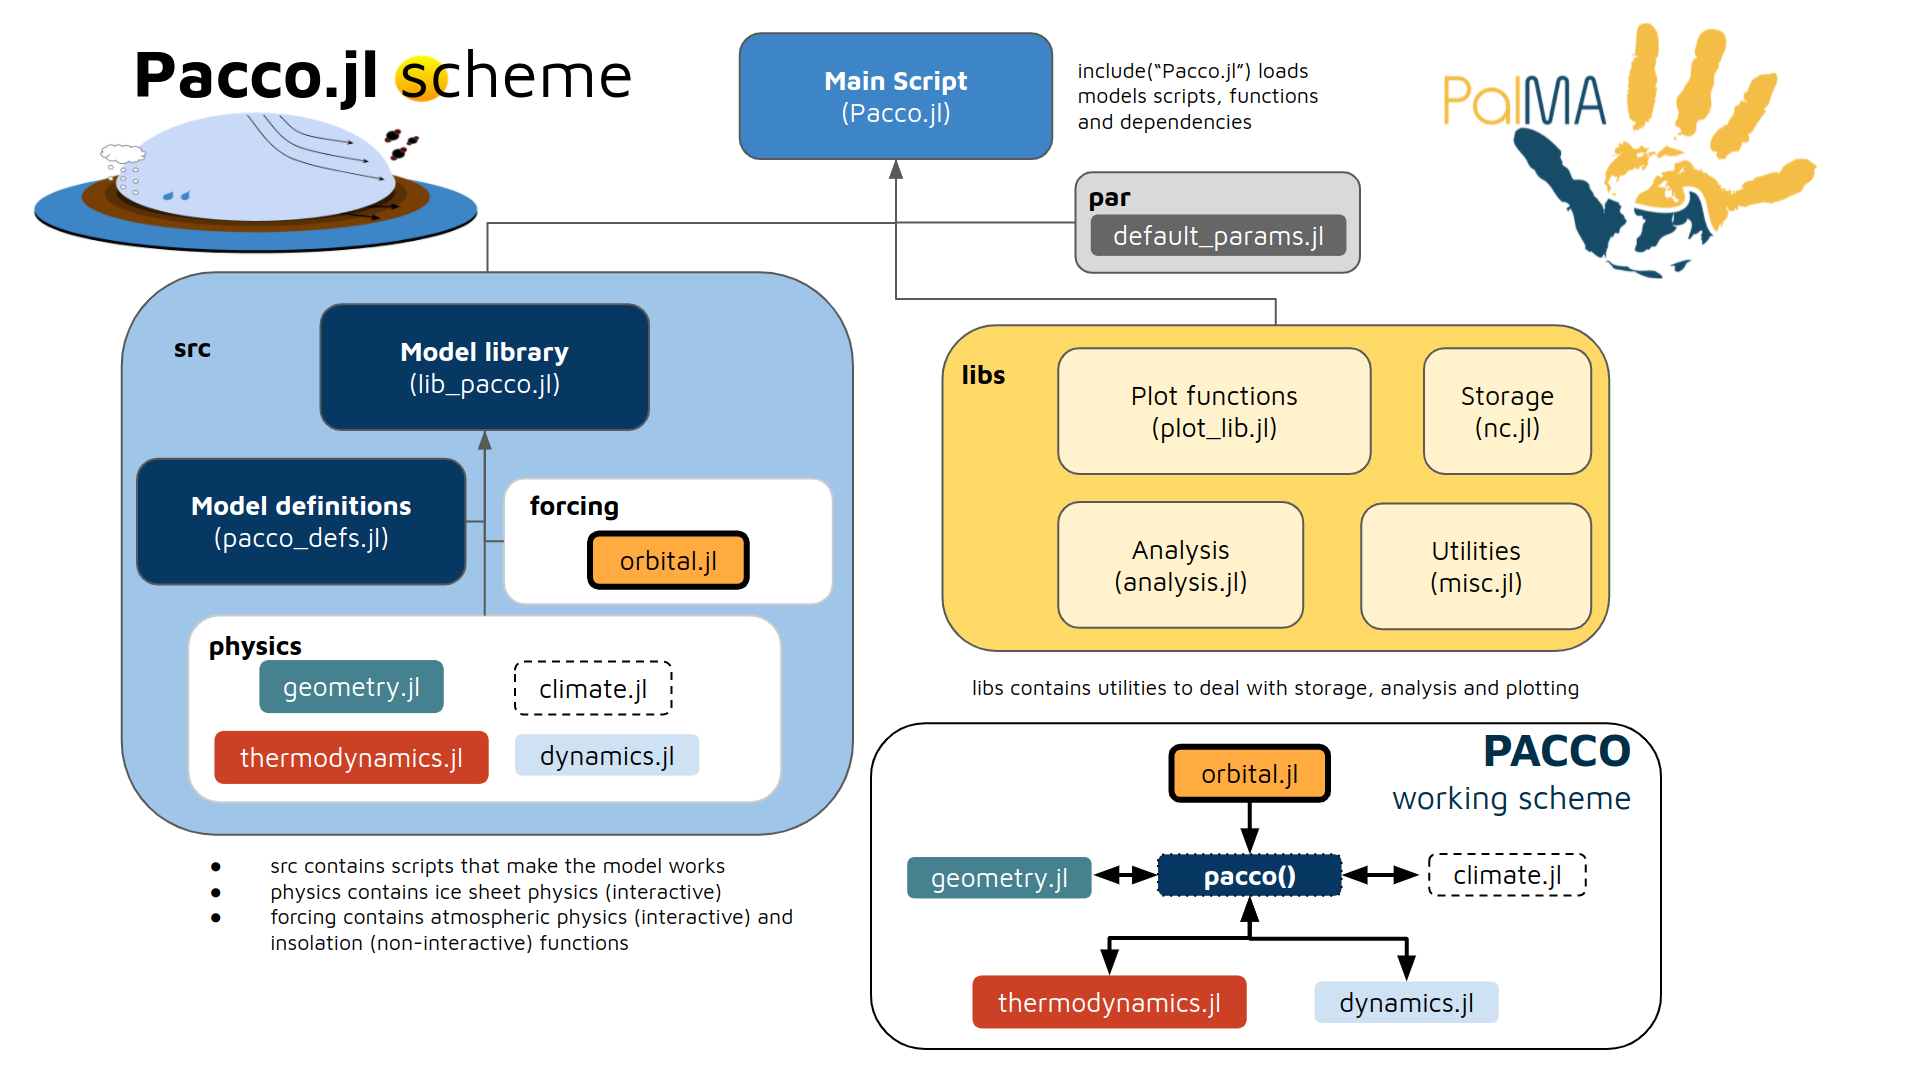 Pacco.jl scheme
Main Script
(Pacco.jl)
include(“Pacco.jl”) loads
models scripts, functions
and dependencies
PalMA
par
default_params.jl
src
Model library
(lib_pacco.jl)
Model definitions
(pacco_defs.jl)
forcing
orbital.jl
physics
geometry.jl
climate.jl
thermodynamics.jl
dynamics.jl
● src contains scripts that make the model works
● physics contains ice sheet physics (interactive)
● forcing contains atmospheric physics (interactive) and
insolation (non-interactive) functions
libs
Plot functions
(plot_lib.jl)
Storage
(nc.jl)
Analysis
(analysis.jl)
Utilities
(misc.jl)
libs contains utilities to deal with storage, analysis and plotting
PACCO
working scheme
orbital.jl
geometry.jl
pacco()
climate.jl
thermodynamics.jl
dynamics.jl